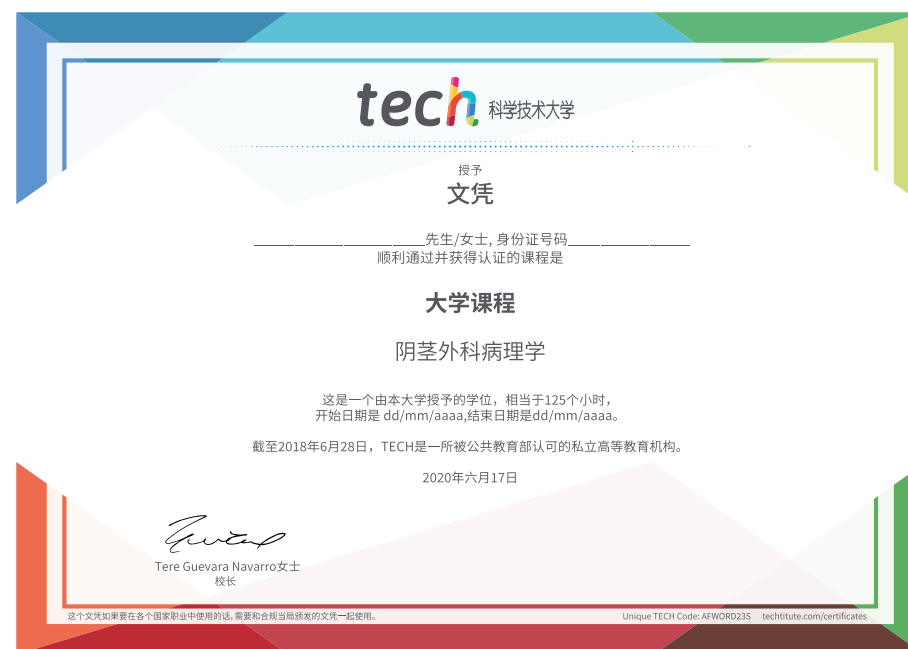 tech 科学技术大学
授予
文凭
____________________先生/女士, 身份证号码______________
顺利通过并获得认证的课程是
大学课程
阴茎外科病理学
这是一个由本大学授予的学位，相当于125个小时，
开始日期是 dd/mm/aaaa,结束日期是dd/mm/aaaa。
截至2018年6月28日，TECH是一所被公共教育部认可的私立高等教育机构。
2020年六月17日
Tere Guevara Navarro女士
校长
这个文凭如果要在各个国家职业中使用的话,需要和合规当局颁发的文凭一起使用。
Unique TECH Code: AFWORD23S techtitute.com/certificates